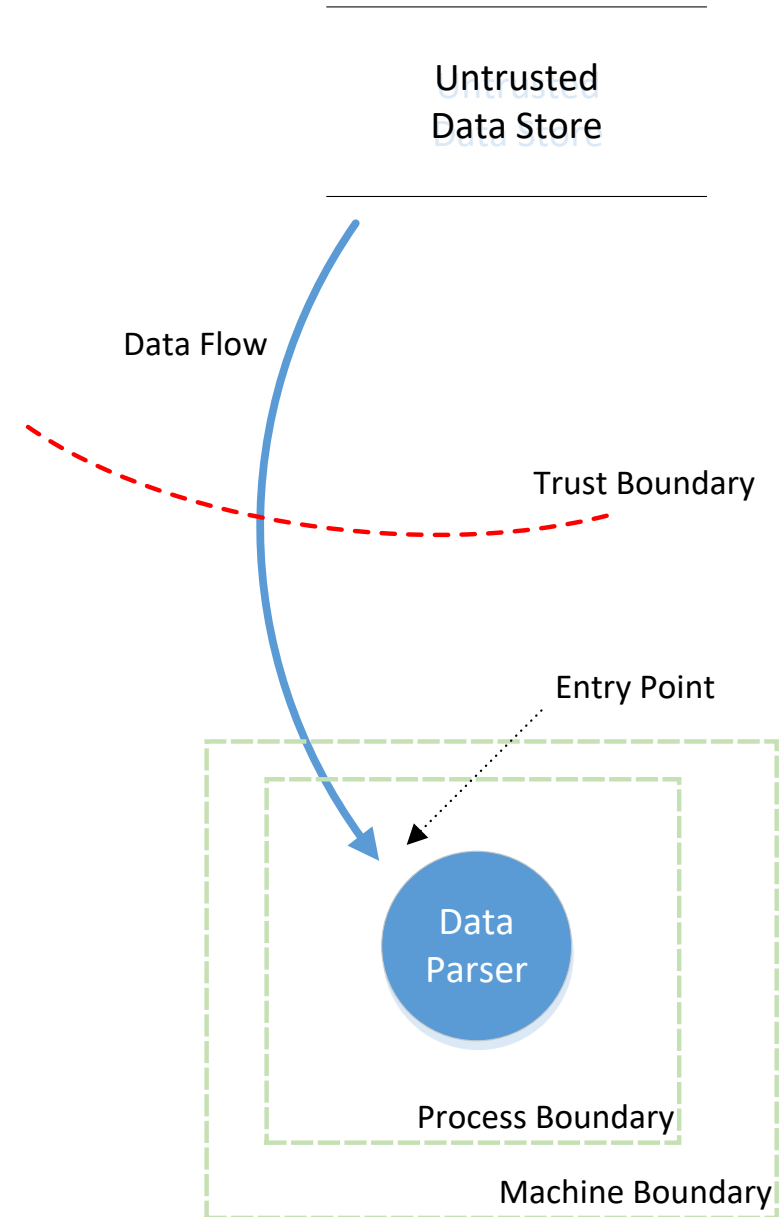 Untrusted
Data Store
Data Flow
Trust Boundary
Entry Point
Data
Parser
Process Boundary
Machine Boundary